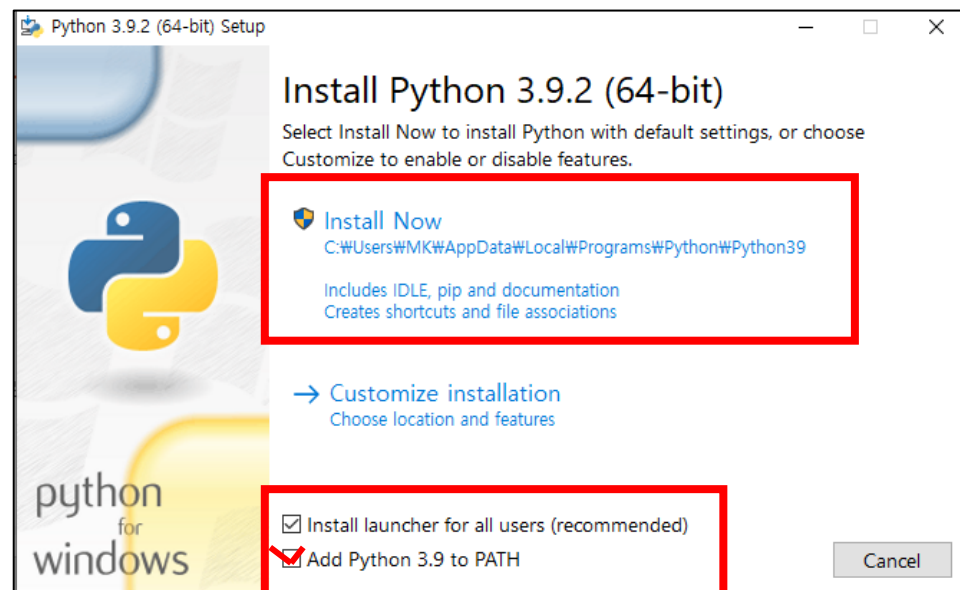 Python 3.9.2 (64-bit) Setup
Install Python 3.9.2 (64-bit)
Select Install Now to install Python with default settings, or choose
Customize to enable or disable features.
Install Now
C:₩Users₩MK₩AppData₩Local₩Programs₩Python₩Python39
Includes IDLE, pip and documentation
Creates shortcuts and file associations
Customize installation
Choose location and features
python
for
windows
Install launcher for all users (recommended)
Add Python 3.9 to PATH
Cancel